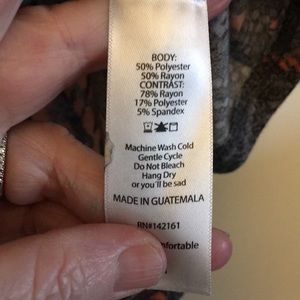 BODY:
50% Polyester
50% Rayon
CONTRAST:
78% Rayon
17% Polyester
5% Spandex
Machine Wash Cold
Gentle Cycle
Do Not Bleach
Hang Dry
or you'll be sad
MADE IN GUATEMALA
RN#142161